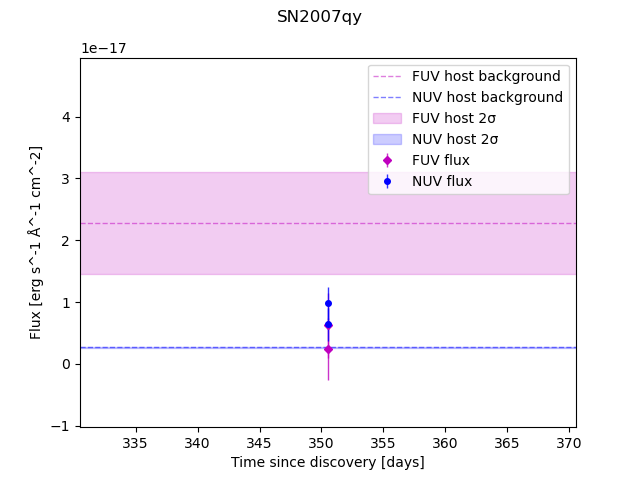 SN2007qy
1e−17
FUV host background
NUV host background
FUV host 2σ
NUV host 2σ
FUV flux
NUV flux
4
3
2
1
0
−1
Flux [erg s^-1 Å^-1 cm^-2]
335 340 345 350 355 360 365 370
Time since discovery [days]